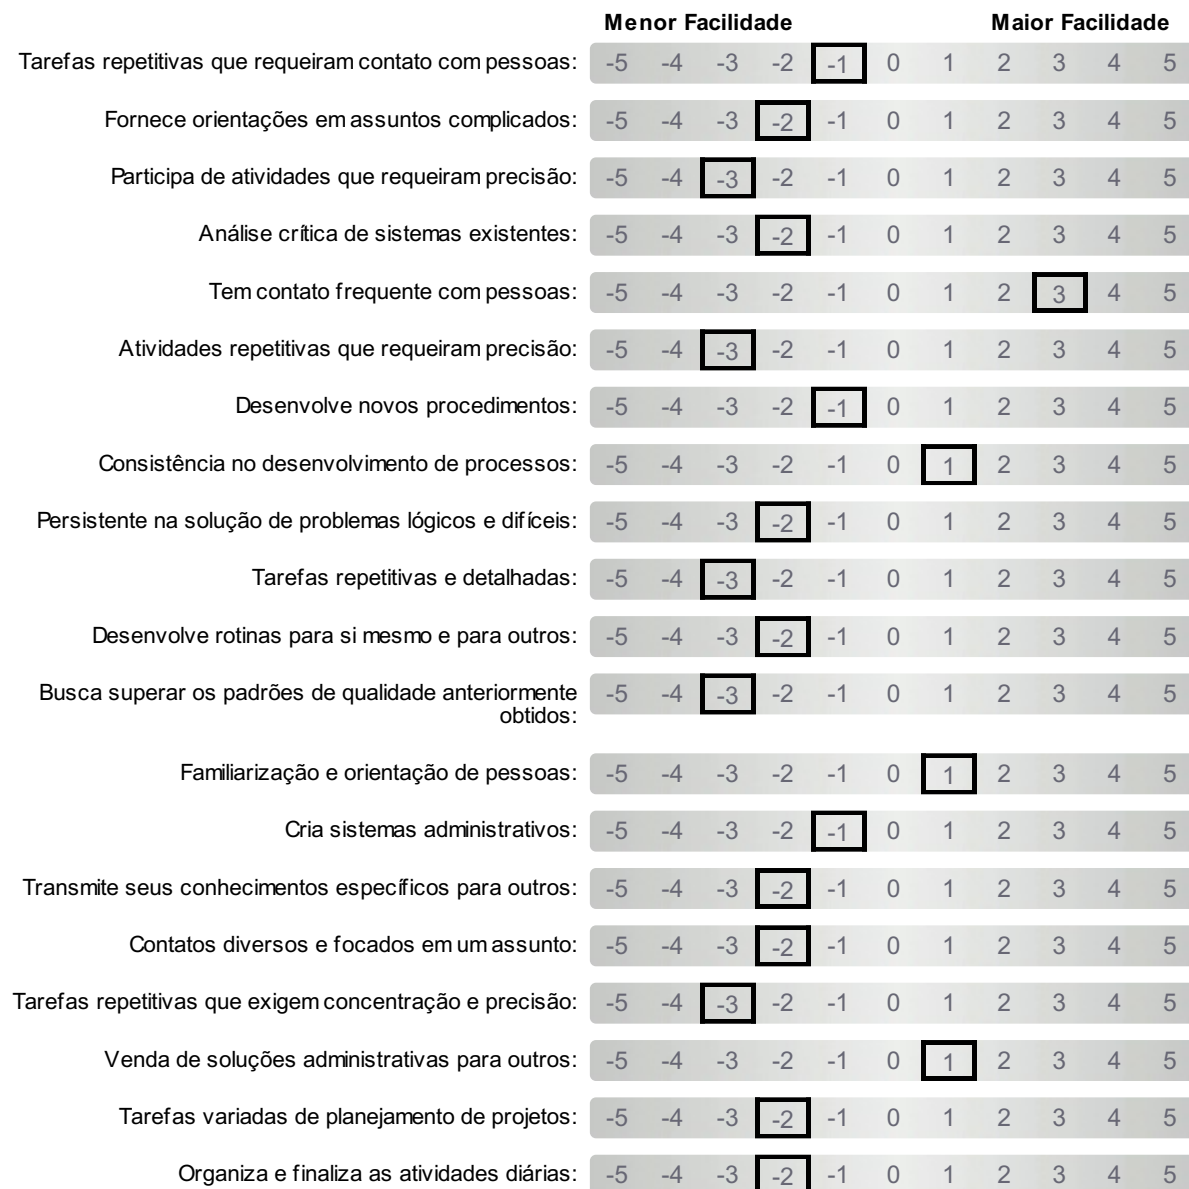 Menor Facilidade Maior Facilidade
Tarefas repetitivas que requeiram contato com pessoas: -5 -4 -3 -2 -1 0 1 2 3 4 5
Fornece orientações em assuntos complicados: -5 -4 -3 -2 -1 0 1 2 3 4 5
Participa de atividades que requeiram precisão: -5 -4 -3 -2 -1 0 1 2 3 4 5
Análise crítica de sistemas existentes: -5 -4 -3 -2 -1 0 1 2 3 4 5
Tem contato frequente com pessoas: -5 -4 -3 -2 -1 0 1 2 3 4 5
Atividades repetitivas que requeiram precisão: -5 -4 -3 -2 -1 0 1 2 3 4 5
Desenvolve novos procedimentos: -5 -4 -3 -2 -1 0 1 2 3 4 5
Consistência no desenvolvimento de processos: -5 -4 -3 -2 -1 0 1 2 3 4 5
Persistente na solução de problemas lógicos e difíceis: -5 -4 -3 -2 -1 0 1 2 3 4 5
Tarefas repetitivas e detalhadas: -5 -4 -3 -2 -1 0 1 2 3 4 5
Desenvolve rotinas para si mesmo e para outros: -5 -4 -3 -2 -1 0 1 2 3 4 5
Busca superar os padrões de qualidade anteriormente -5 -4 -3 -2 -1 0 1 2 3 4 5
obtidos:
Familiarização e orientação de pessoas: -5 -4 -3 -2 -1 0 1 2 3 4 5
Cria sistemas administrativos: -5 -4 -3 -2 -1 0 1 2 3 4 5
Transmite seus conhecimentos específicos para outros: -5 -4 -3 -2 -1 0 1 2 3 4 5
Contatos diversos e focados em um assunto: -5 -4 -3 -2 -1 0 1 2 3 4 5
Tarefas repetitivas que exigem concentração e precisão: -5 -4 -3 -2 -1 0 1 2 3 4 5
Venda de soluções administrativas para outros: -5 -4 -3 -2 -1 0 1 2 3 4 5
Tarefas variadas de planejamento de projetos: -5 -4 -3 -2 -1 0 1 2 3 4 5
Organiza e finaliza as atividades diárias: -5 -4 -3 -2 -1 0 1 2 3 4 5